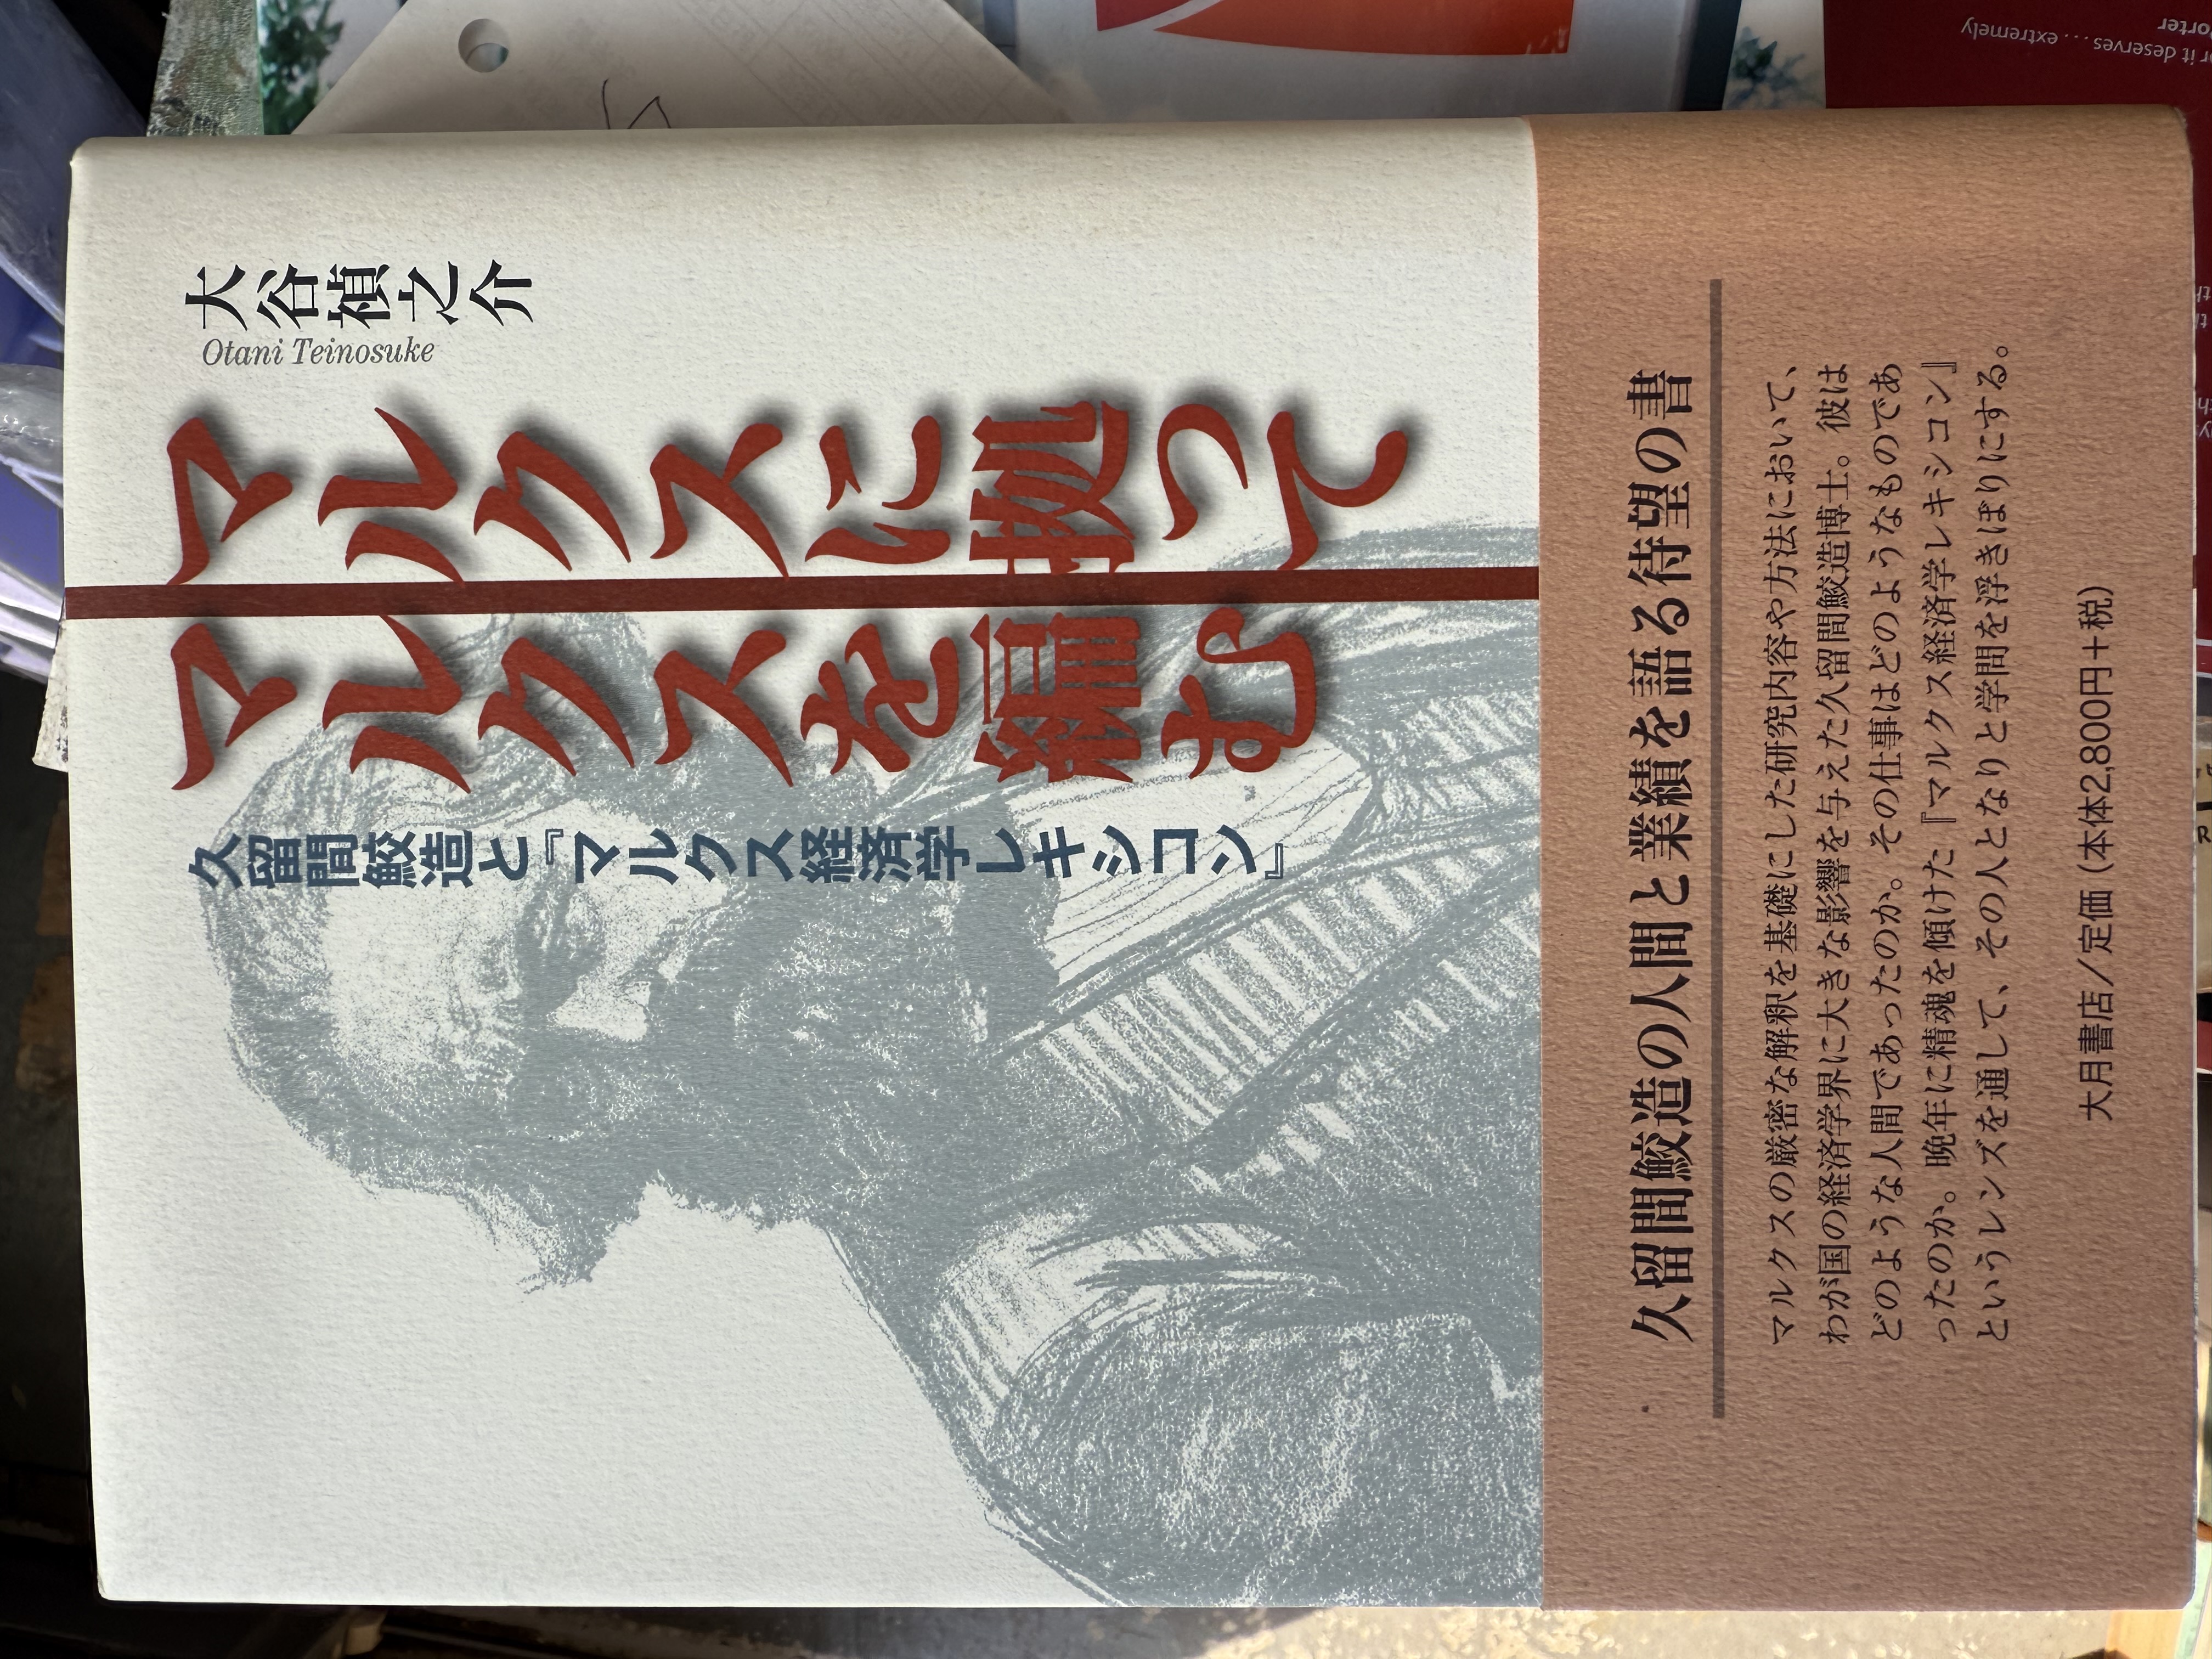 大谷禎之介
Otani Teinosuke
マルクスに拠って
マルクスを編む
久留間鮫造と『マルクス経済学レキシコン』
久留間鮫造の人間と業績を語る待望の書
マルクスの厳密な解釈を基礎にした研究内容や方法において、
わが国の経済学界に大きな影響を与えた久留間鮫造博士。彼は
どのような人間であったのか。その仕事はどのようなものであ
ったのか。晩年に精魂を傾けた『マルクス経済学レキシコン』
というレンズを通して、その人となりと学問を浮きぼりにする。
大月書店／定価（本体2,800円＋税）
it deserves
.... extremely